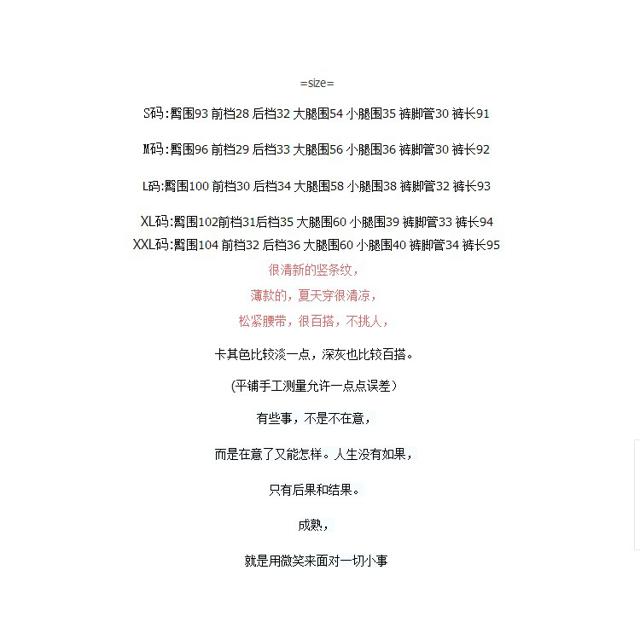 =size=
S码:臀围93 前档28 后档32 大腿围54 小腿围35 裤脚管30 裤长91
M码:臀围96 前档29 后档33 大腿围56 小腿围36 裤脚管30 裤长92
L码:臀围100 前档30 后档34 大腿围58 小腿围38 裤脚管32 裤长93
XL码:臀围102前档31后档35 大腿围60 小腿围39 裤脚管33 裤长94
XXL码:臀围104 前档32 后档36 大腿围60 小腿围40 裤脚管34 裤长95
很清新的竖条纹，
薄款的，夏天穿很清凉，
松紧腰带，很百搭，不挑人，
卡其色比较淡一点，深灰也比较百搭。
(平铺手工测量允许一点点误差）
有些事，不是不在意，
而是在意了又能怎样。人生没有如果，
只有后果和结果。
成熟，
就是用微笑来面对一切小事